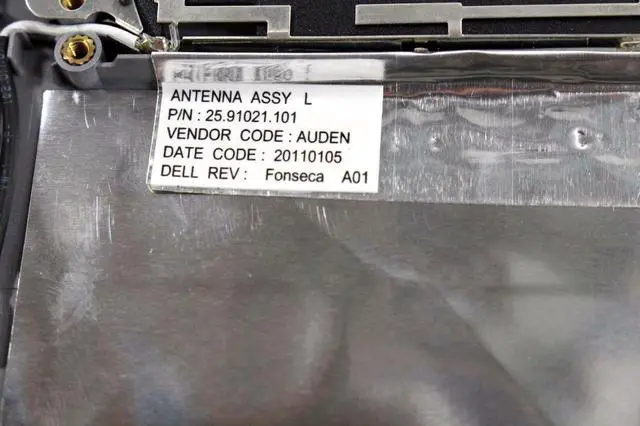 ANTENNA ASSY L
P/N : 25.91021.101
VENDOR CODE : AUDEN
DATE CODE : 20110105
DELL REV : Fonseca A01